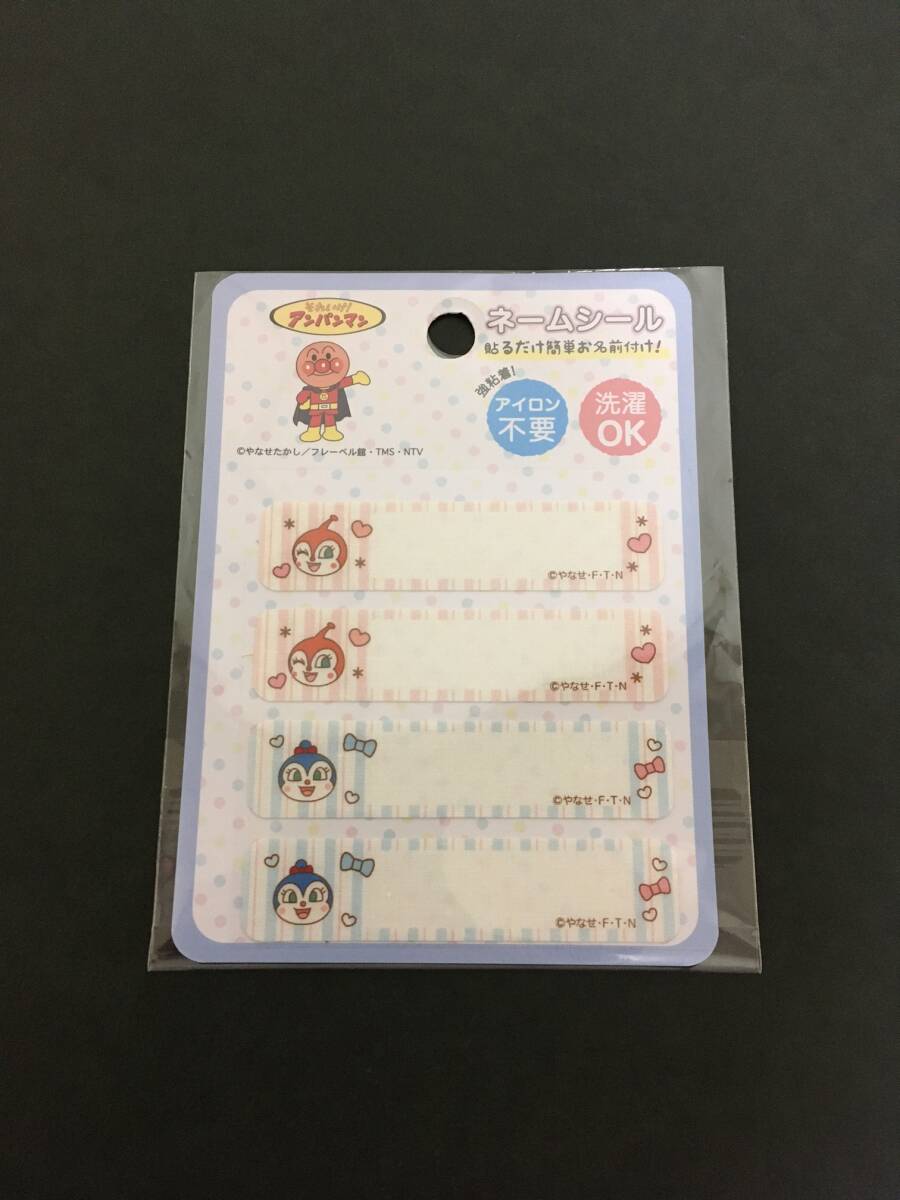 それいけ!
アンパンマン
©やなせたかし／フレーベル館・TMS・NTV
ネームシール
貼るだけ簡単お名前付け!
強粘着!
アイロン
不要
洗濯
OK
©やなせ・F・T・N
©やなせ・F・T・N
©やなせ・F・T・N
©やなせ・F・T・N